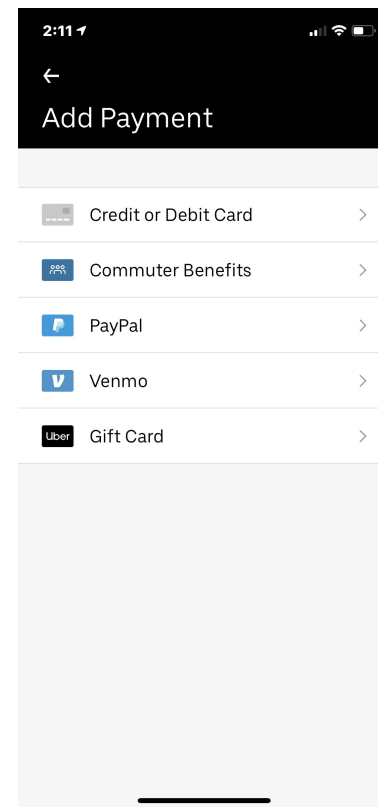 2:11
Add Payment
Credit or Debit Card
Commuter Benefits
PayPal
Venmo
Uber Gift Card